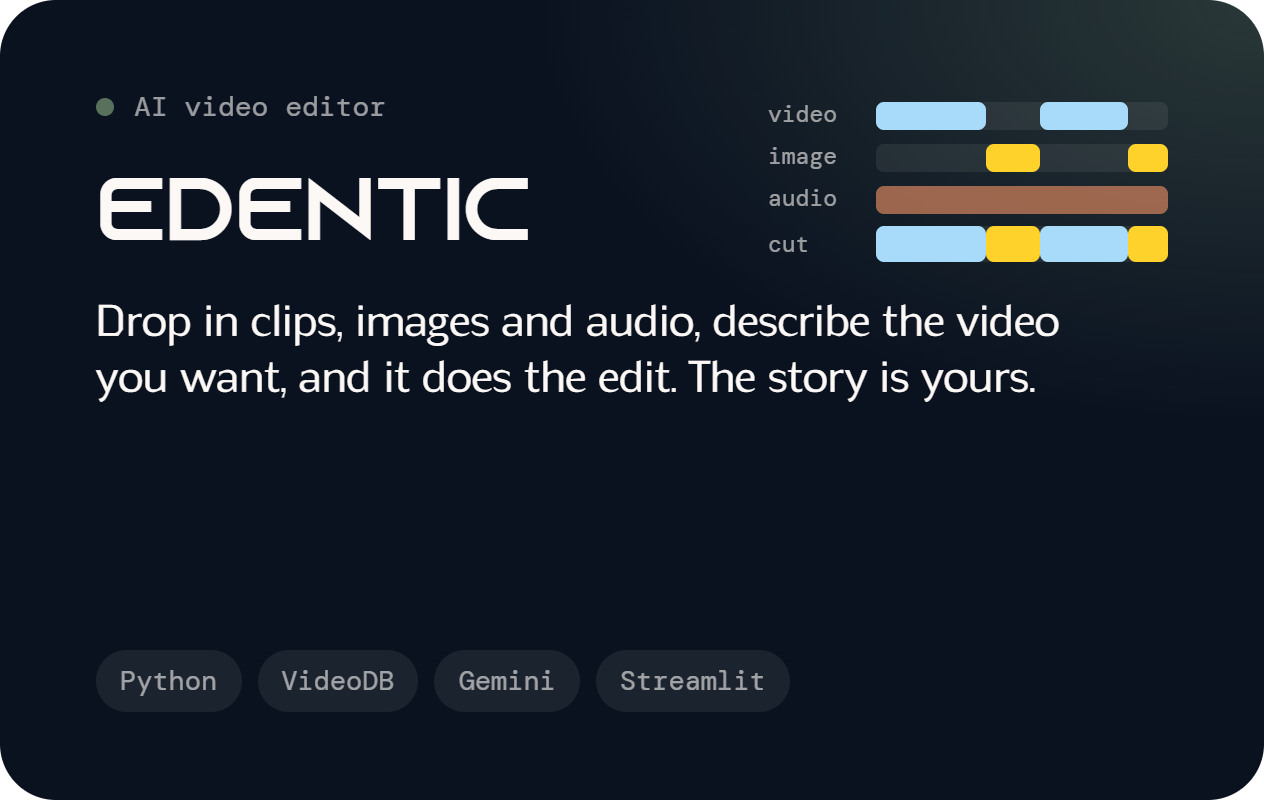 AI video editor
EDENTIC
video
image
audio
cut
Drop in clips, images and audio, describe the video
you want, and it does the edit. The story is yours.
Python
VideoDB
Gemini
Streamlit